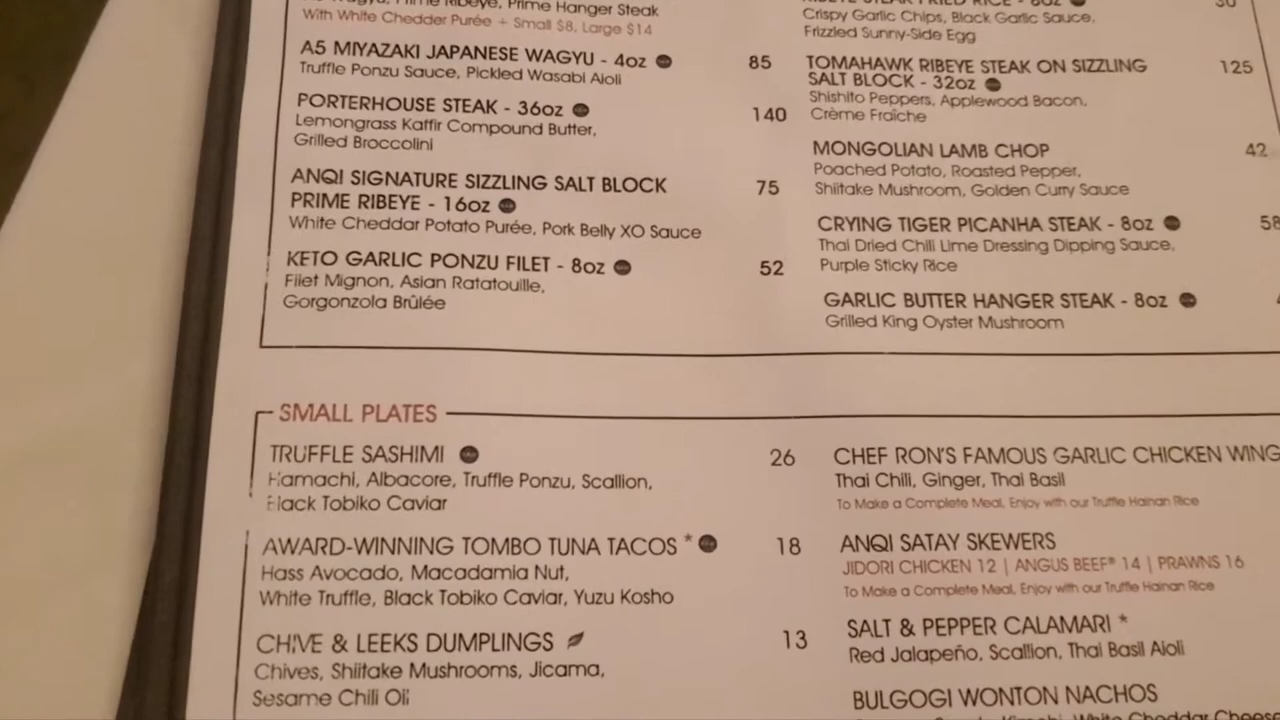 Prime Ribeye, Prime Hanger Steak
With White Chedder Purée + Small $8, Large $14
A5 MIYAZAKI JAPANESE WAGYU - 4oz 85
Truffle Ponzu Sauce, Pickled Wasabi Aioli
PORTERHOUSE STEAK - 36oz 140
Lemongrass Kaffir Compound Butter,
Grilled Broccolini
ANQI SIGNATURE SIZZLING SALT BLOCK
PRIME RIBEYE - 16oz 75
White Cheddar Potato Purée, Pork Belly XO Sauce
KETO GARLIC PONZU FILET - 8oz 52
Filet Mignon, Asian Ratatouille,
Gorgonzola Brûlée
Crispy Garlic Chips, Black Garlic Sauce,
Frizzled Sunny-Side Egg
TOMAHAWK RIBEYE STEAK ON SIZZLING 125
SALT BLOCK - 32oz
Shishito Peppers, Applewood Bacon,
Crème Fraîche
MONGOLIAN LAMB CHOP 42
Poached Potato, Roasted Pepper,
Shiitake Mushroom, Golden Curry Sauce
CRYING TIGER PICANHA STEAK - 8oz 58
Thai Dried Chili Lime Dressing Dipping Sauce,
Purple Sticky Rice
GARLIC BUTTER HANGER STEAK - 8oz
Grilled King Oyster Mushroom
SMALL PLATES
TRUFFLE SASHIMI 26
Hamachi, Albacore, Truffle Ponzu, Scallion,
Black Tobiko Caviar
AWARD-WINNING TOMBO TUNA TACOS * 18
Hass Avocado, Macadamia Nut,
White Truffle, Black Tobiko Caviar, Yuzu Kosho
CHIVE & LEEKS DUMPLINGS 13
Chives, Shiitake Mushrooms, Jicama,
Sesame Chili Oil
CHEF RON'S FAMOUS GARLIC CHICKEN WING
Thai Chili, Ginger, Thai Basil
To Make a Complete Meal, Enjoy with our Truffle Hainan Rice
ANQI SATAY SKEWERS
JIDORI CHICKEN 12 | ANGUS BEEF* 14 | PRAWNS 16
To Make a Complete Meal, Enjoy with our Truffle Hainan Rice
SALT & PEPPER CALAMARI *
Red Jalapeño, Scallion, Thai Basil Aioli
BULGOGI WONTON NACHOS